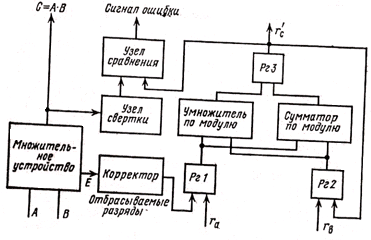 C=A·B
Сигнал ошибки
r'c
Узел
сравнения
Рг3
Узел
свертки
Умножитель
по модулю
Сумматор
по модулю
Множитель-
ное
устройство
E
Корректор
Рг1
Рг2
Отбрасываемые
разряды
A
B
ra
rв